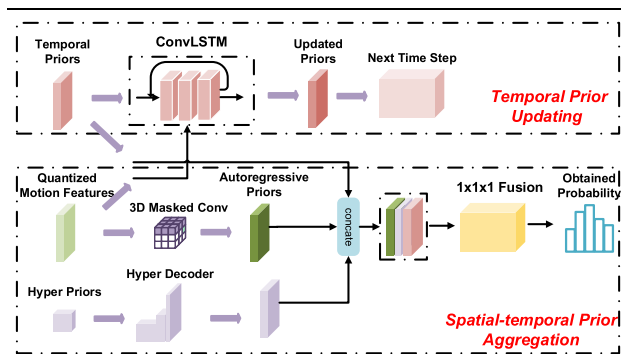 Temporal
Priors
ConvLSTM
Updated
Priors
Next Time Step
Temporal Prior
Updating
Quantized
Motion Features
3D Masked Conv
Autoregressive
Priors
concate
1x1x1 Fusion
Obtained
Probability
Hyper Priors
Hyper Decoder
Spatial-temporal Prior
Aggregation